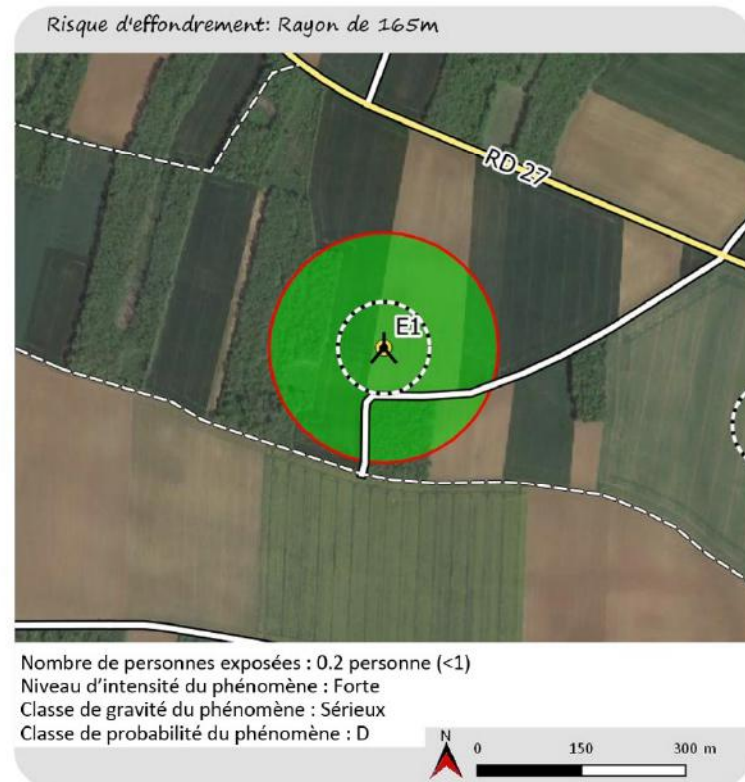 Risque d'effondrement: Rayon de 165m
RD 27
E1
Nombre de personnes exposées : 0.2 personne (<1)
Niveau d'intensité du phénomène : Forte
Classe de gravité du phénomène : Sérieux
Classe de probabilité du phénomène : D
N
0 150 300 m